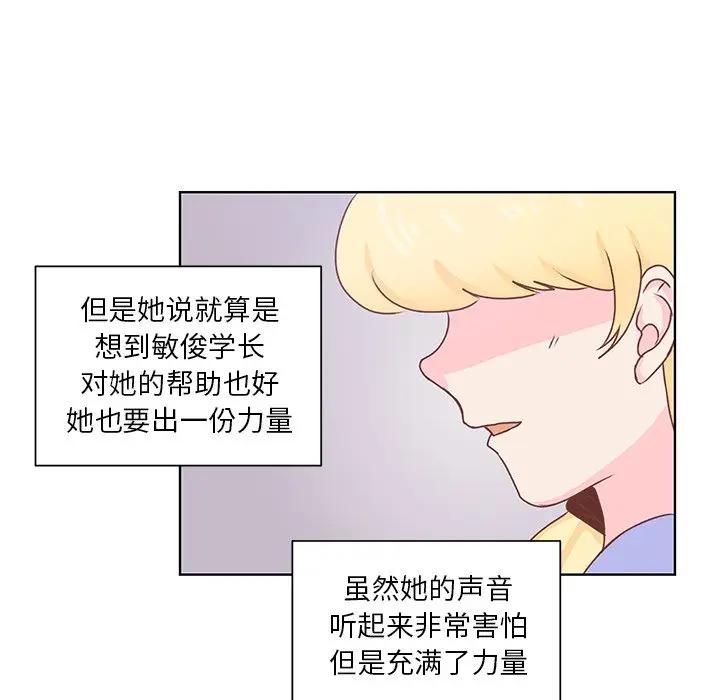 但是她说就算是
想到敏俊学长
对她的帮助也好
她也要出一份力量
虽然她的声音
听起来非常害怕
但是充满了力量